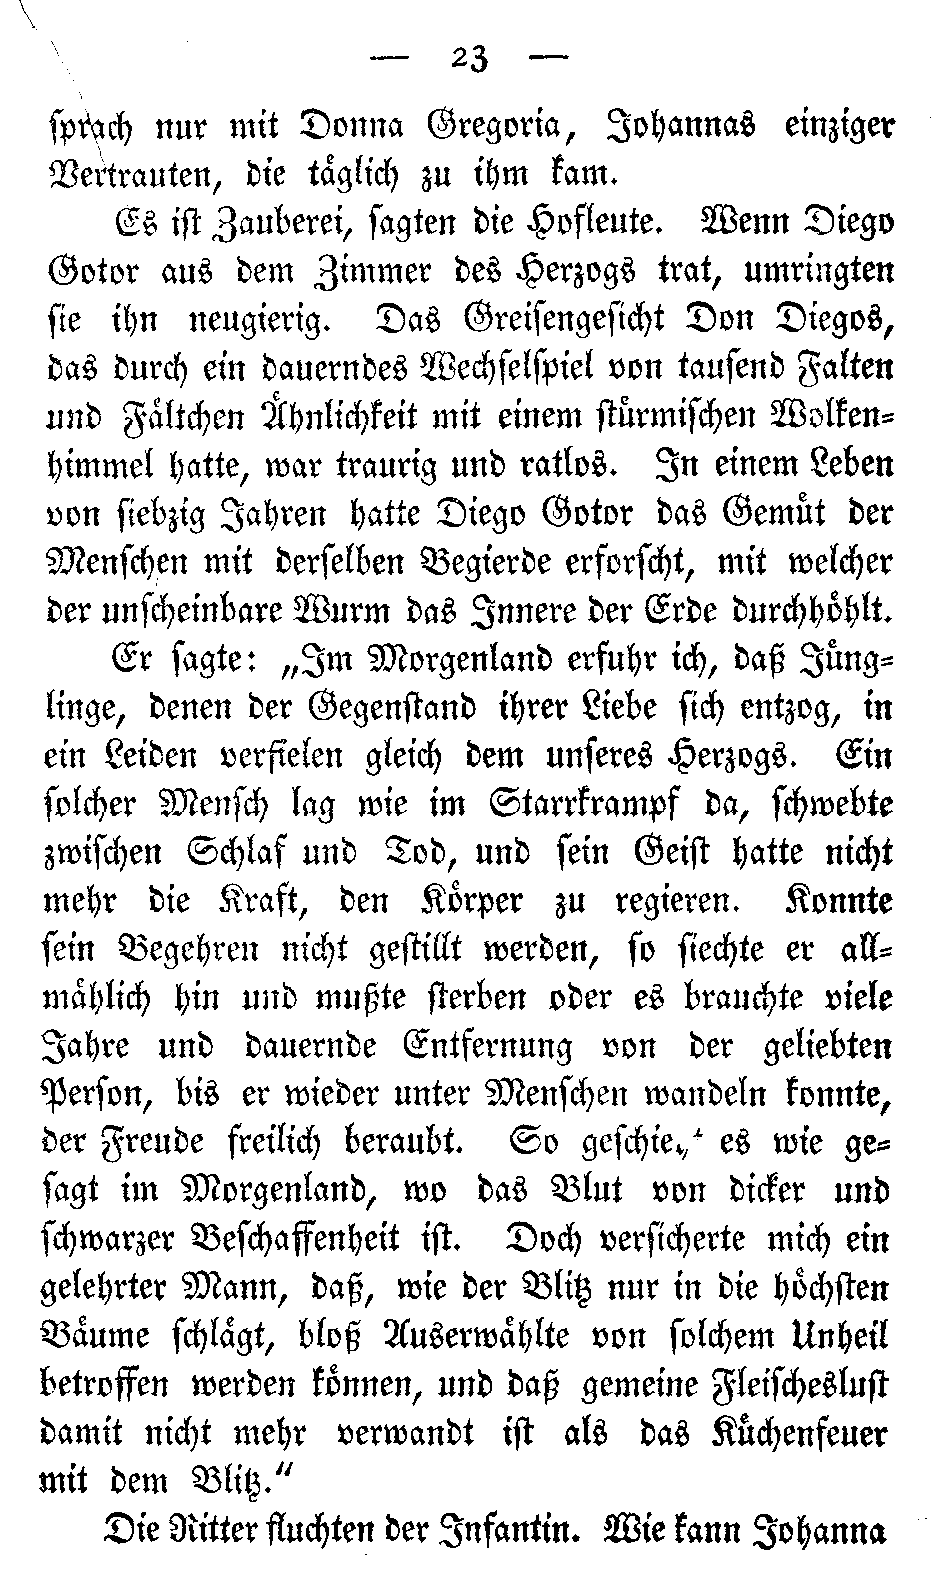 — 23 —
sprach nur mit Donna Gregoria, Johannas einziger
Vertrauten, die täglich zu ihm kam.
Es ist Zauberei, sagten die Hofleute. Wenn Diego
Gotor aus dem Zimmer des Herzogs trat, umringten
sie ihn neugierig. Das Greisengesicht Don Diegos,
das durch ein dauerndes Wechselspiel von tausend Falten
und Fältchen Ähnlichkeit mit einem stürmischen Wolken=
himmel hatte, war traurig und ratlos. In einem Leben
von siebzig Jahren hatte Diego Gotor das Gemüt der
Menschen mit derselben Begierde erforscht, mit welcher
der unscheinbare Wurm das Innere der Erde durchhöhlt.
Er sagte: „Im Morgenland erfuhr ich, daß Jüng=
linge, denen der Gegenstand ihrer Liebe sich entzog, in
ein Leiden verfielen gleich dem unseres Herzogs. Ein
solcher Mensch lag wie im Starrkrampf da, schwebte
zwischen Schlaf und Tod, und sein Geist hatte nicht
mehr die Kraft, den Körper zu regieren. Konnte
sein Begehren nicht gestillt werden, so siechte er all=
mählich hin und mußte sterben oder es brauchte viele
Jahre und dauernde Entfernung von der geliebten
Person, bis er wieder unter Menschen wandeln konnte,
der Freude freilich beraubt. So es wie ge=
sagt im Morgenland, wo das Blut von dicker und
schwarzer Beschaffenheit ist. Doch versicherte mich ein
gelehrter Mann, daß, wie der Blitz nur in die höchsten
Bäume schlägt, bloß Auserwählte von solchem Unheil
betroffen werden können, und daß gemeine Fleischeslust
damit nicht mehr verwandt ist als das Küchenfeuer
mit dem Blitz.“
Die Ritter fluchten der Infantin. Wie kann Johanna